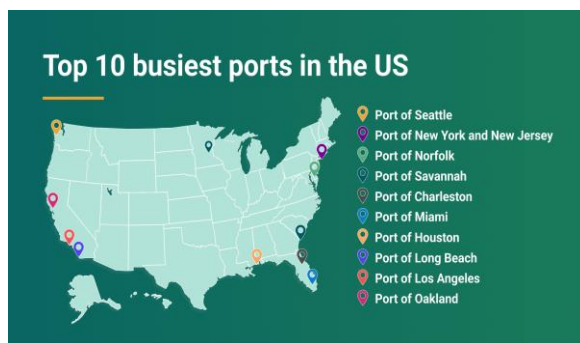 Top 10 busiest ports in the US
Port of Seattle
Port of New York and New Jersey
Port of Norfolk
Port of Savannah
Port of Charleston
Port of Miami
Port of Houston
Port of Long Beach
Port of Los Angeles
Port of Oakland